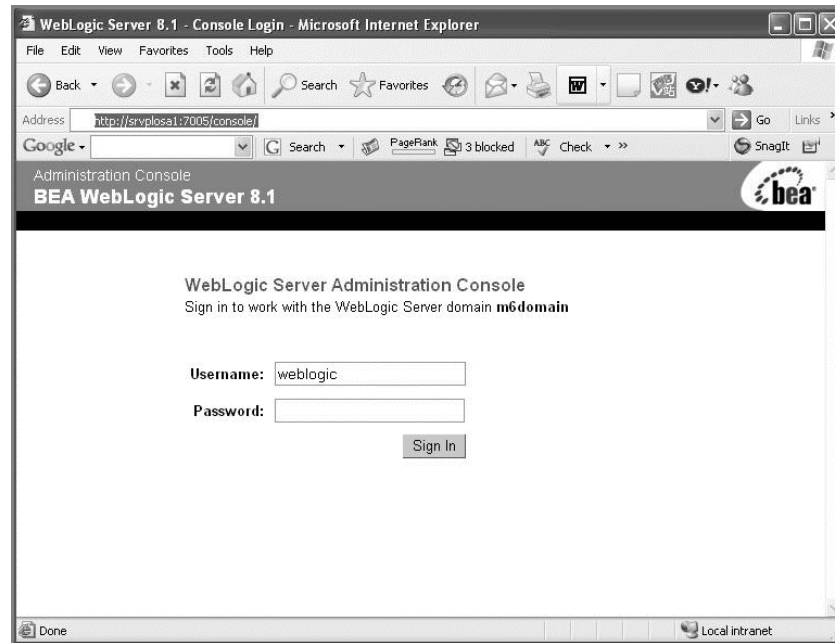 WebLogic Server 8.1 - Console Login - Microsoft Internet Explorer
File Edit View Favorites Tools Help
Back Search Favorites W Y!
Address http://srvplosa1:7005/console/ Go Links »
Google G Search PageRank 3 blocked ABC Check » SnagIt
Administration Console
BEA WebLogic Server 8.1
bea
WebLogic Server Administration Console
Sign in to work with the WebLogic Server domain m6domain
Username: weblogic
Password:
Sign In
Done Local intranet